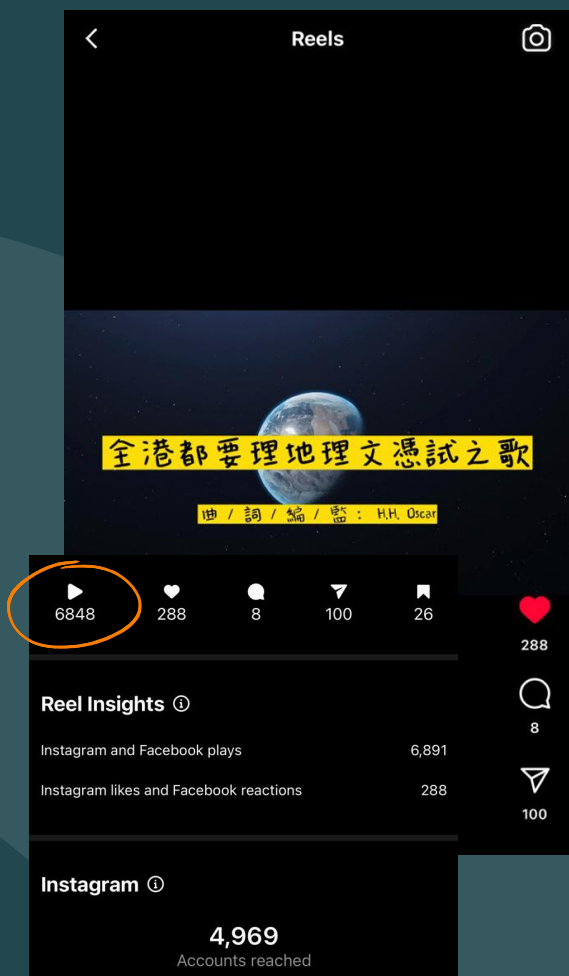 Reels
全港都要理地理文憑試之歌
曲 / 詞 / 編 / 監 : H.H. Oscar
6848 288 8 100 26
288
8
100
Reel Insights
Instagram and Facebook plays 6,891
Instagram likes and Facebook reactions 288
Instagram
4,969
Accounts reached